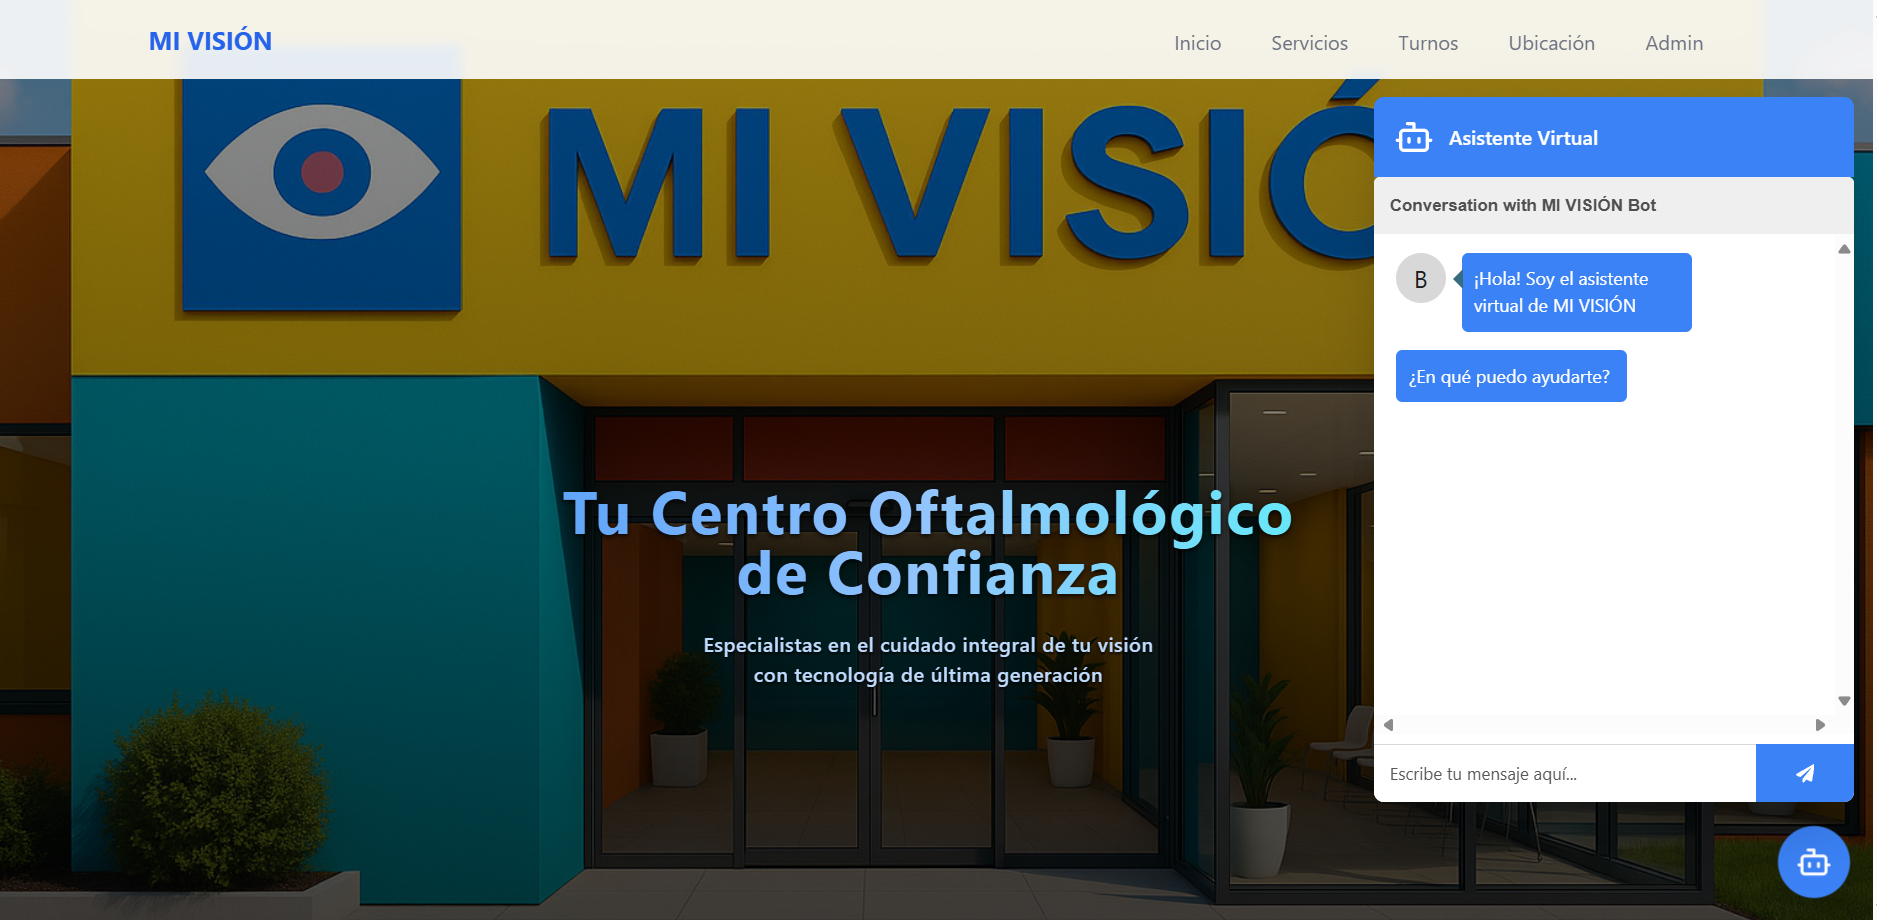 MI VISIÓN
Inicio
Servicios
Turnos
Ubicación
Admin
MI VISIÓ
Tu Centro Oftalmológico
de Confianza
Especialistas en el cuidado integral de tu visión
con tecnología de última generación
Asistente Virtual
Conversation with MI VISIÓN Bot
B
¡Hola! Soy el asistente
virtual de MI VISIÓN
¿En qué puedo ayudarte?
Escribe tu mensaje aquí...